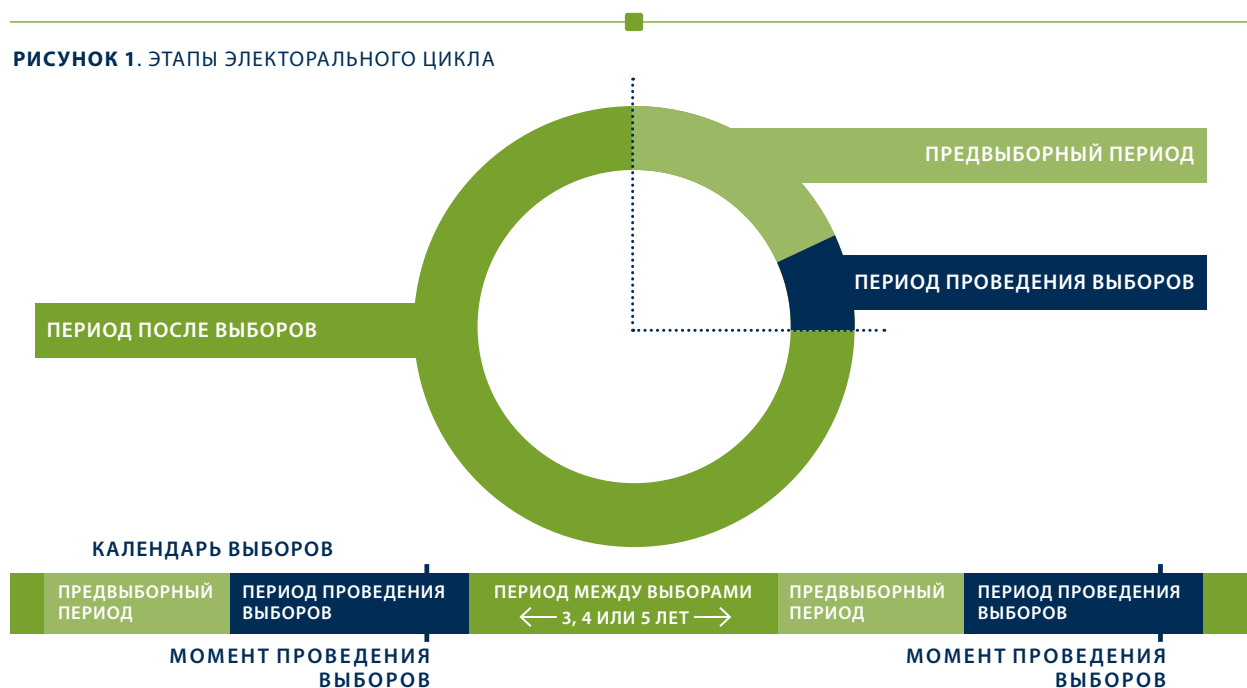 РИСУНОК 1. ЭТАПЫ ЭЛЕКТОРАЛЬНОГО ЦИКЛА
ПРЕДВЫБОРНЫЙ ПЕРИОД
ПЕРИОД ПРОВЕДЕНИЯ ВЫБОРОВ
ПЕРИОД ПОСЛЕ ВЫБОРОВ
КАЛЕНДАРЬ ВЫБОРОВ
ПРЕДВЫБОРНЫЙ
ПЕРИОД
ПЕРИОД ПРОВЕДЕНИЯ
ВЫБОРОВ
ПЕРИОД МЕЖДУ ВЫБОРАМИ
3, 4 ИЛИ 5 ЛЕТ
ПРЕДВЫБОРНЫЙ
ПЕРИОД
ПЕРИОД ПРОВЕДЕНИЯ
ВЫБОРОВ
МОМЕНТ ПРОВЕДЕНИЯ
ВЫБОРОВ
МОМЕНТ ПРОВЕДЕНИЯ
ВЫБОРОВ